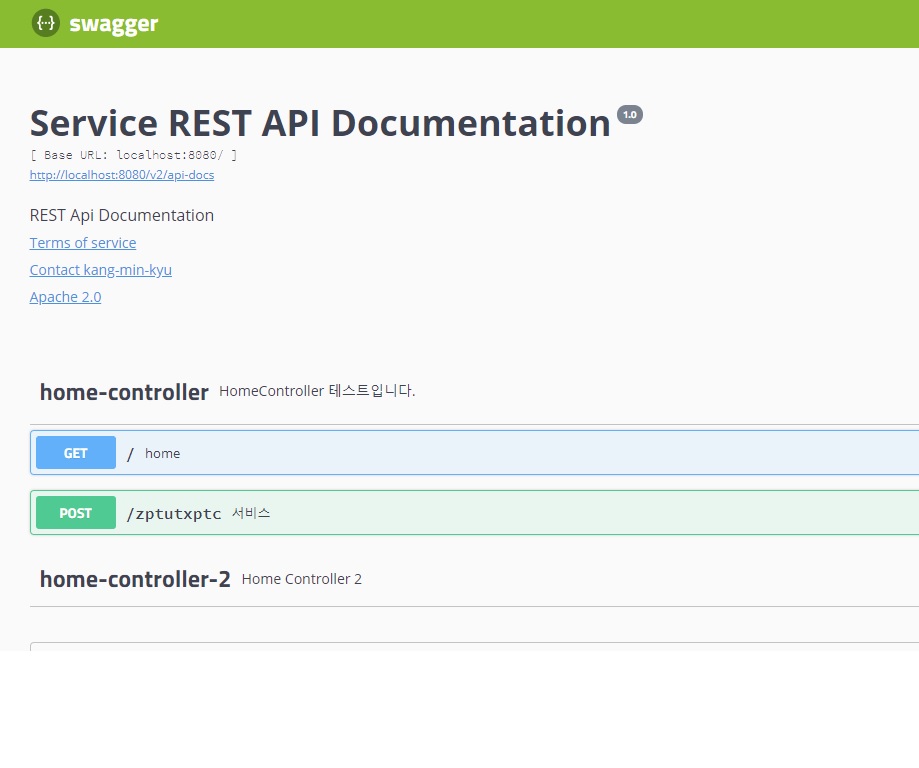 {···} swagger
Service REST API Documentation 1.0
[ Base URL: localhost:8080/ ]
http://localhost:8080/v2/api-docs
REST Api Documentation
Terms of service
Contact kang-min-kyu
Apache 2.0
home-controller HomeController 테스트입니다.
GET / home
POST /zptutxptc 서비스
home-controller-2 Home Controller 2